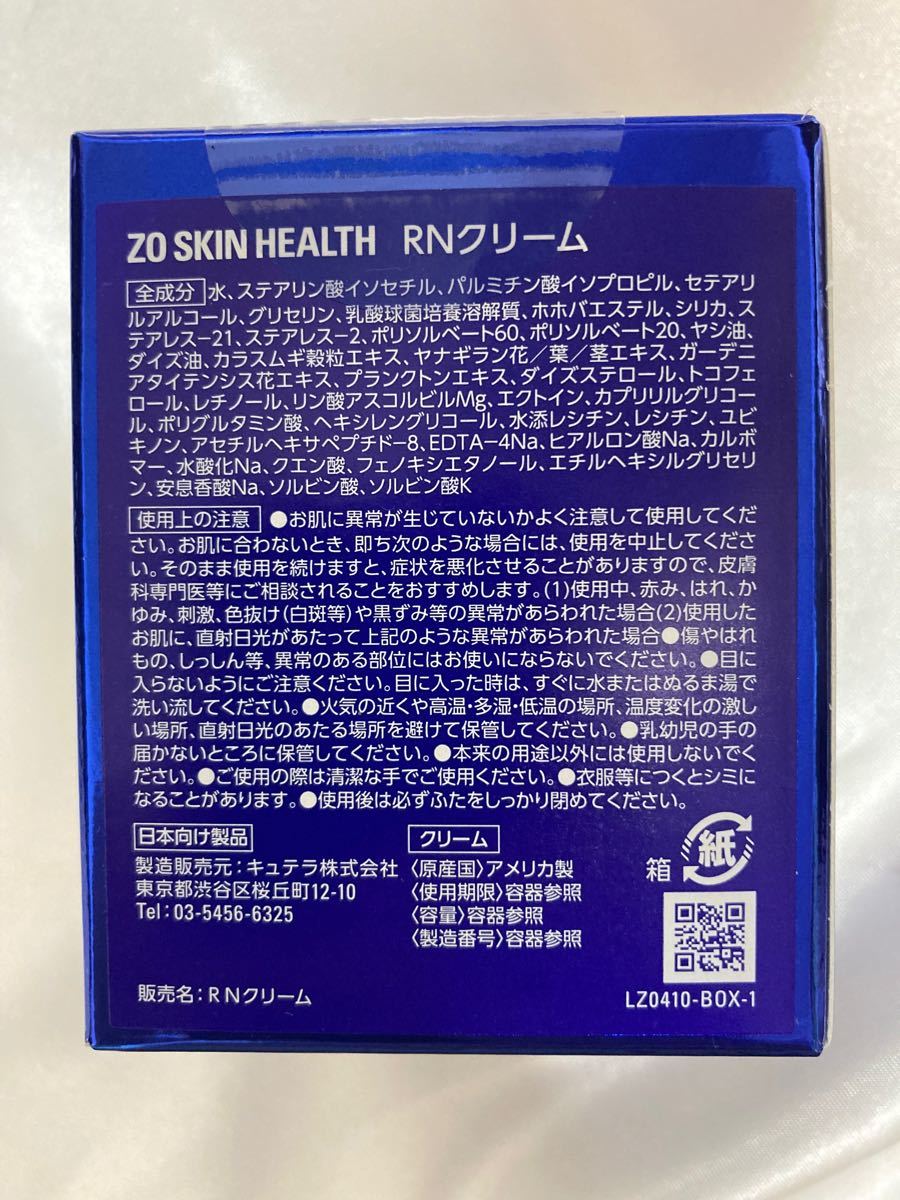 ZO SKIN HEALTH RNクリーム
全成分 水、ステアリン酸イソセチル、パルミチン酸イソプロピル、セテアリ
ルアルコール、グリセリン、乳酸球菌培養溶解質、ホホバエステル、シリカ、ス
テアレス−21、ステアレス−2、ポリソルベート60、ポリソルベート20、ヤシ油、
ダイズ油、カラスムギ穀粒エキス、ヤナギラン花／葉／茎エキス、ガーデニ
アタイテンシス花エキス、プランクトンエキス、ダイズステロール、トコフェ
ロール、レチノール、リン酸アスコルビルMg、エクトイン、カプリリルグリコー
ル、ポリグルタミン酸、ヘキシレングリコール、水添レシチン、レシチン、ユビ
キノン、アセチルヘキサペプチド−8、EDTA−4Na、ヒアルロン酸Na、カルボ
マー、水酸化Na、クエン酸、フェノキシエタノール、エチルヘキシルグリセリ
ン、安息香酸Na、ソルビン酸、ソルビン酸K
使用上の注意 ●お肌に異常が生じていないかよく注意して使用してくだ
さい。お肌に合わないとき、即ち次のような場合には、使用を中止してくださ
い。そのまま使用を続けますと、症状を悪化させることがありますので、皮膚
科専門医等にご相談されることをおすすめします。(1)使用中、赤み、はれ、か
ゆみ、刺激、色抜け(白斑等)や黒ずみ等の異常があらわれた場合(2)使用した
お肌に、直射日光があたって上記のような異常があらわれた場合●傷やはれ
もの、しっしん等、異常のある部位にはお使いにならないでください。●目に
入らないようにご注意ください。目に入った時は、すぐに水またはぬるま湯で
洗い流してください。●火気の近くや高温・多湿・低温の場所、温度変化の激し
い場所、直射日光のあたる場所を避けて保管してください。●乳幼児の手の
届かないところに保管してください。●本来の用途以外には使用しないでく
ださい。●ご使用の際は清潔な手でご使用ください。●衣服等につくとシミに
なることがあります。●使用後は必ずふたをしっかり閉めてください。
日本向け製品
製造販売元：キュテラ株式会社
東京都渋谷区桜丘町12-10
Tel：03-5456-6325
クリーム
〈原産国〉アメリカ製
〈使用期限〉容器参照
〈容量〉容器参照
〈製造番号〉容器参照
箱 紙
販売名：RNクリーム
LZ0410-BOX-1